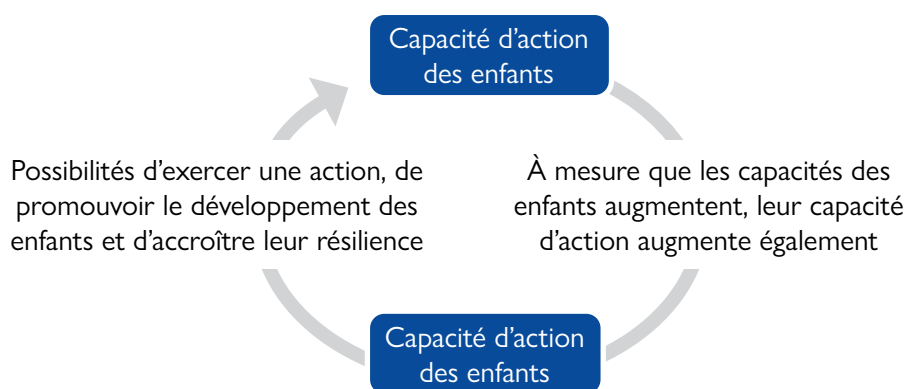 Capacité d’action
des enfants
Possibilités d’exercer une action, de
promouvoir le développement des
enfants et d’accroître leur résilience
À mesure que les capacités des
enfants augmentent, leur capacité
d’action augmente également
Capacité d’action
des enfants